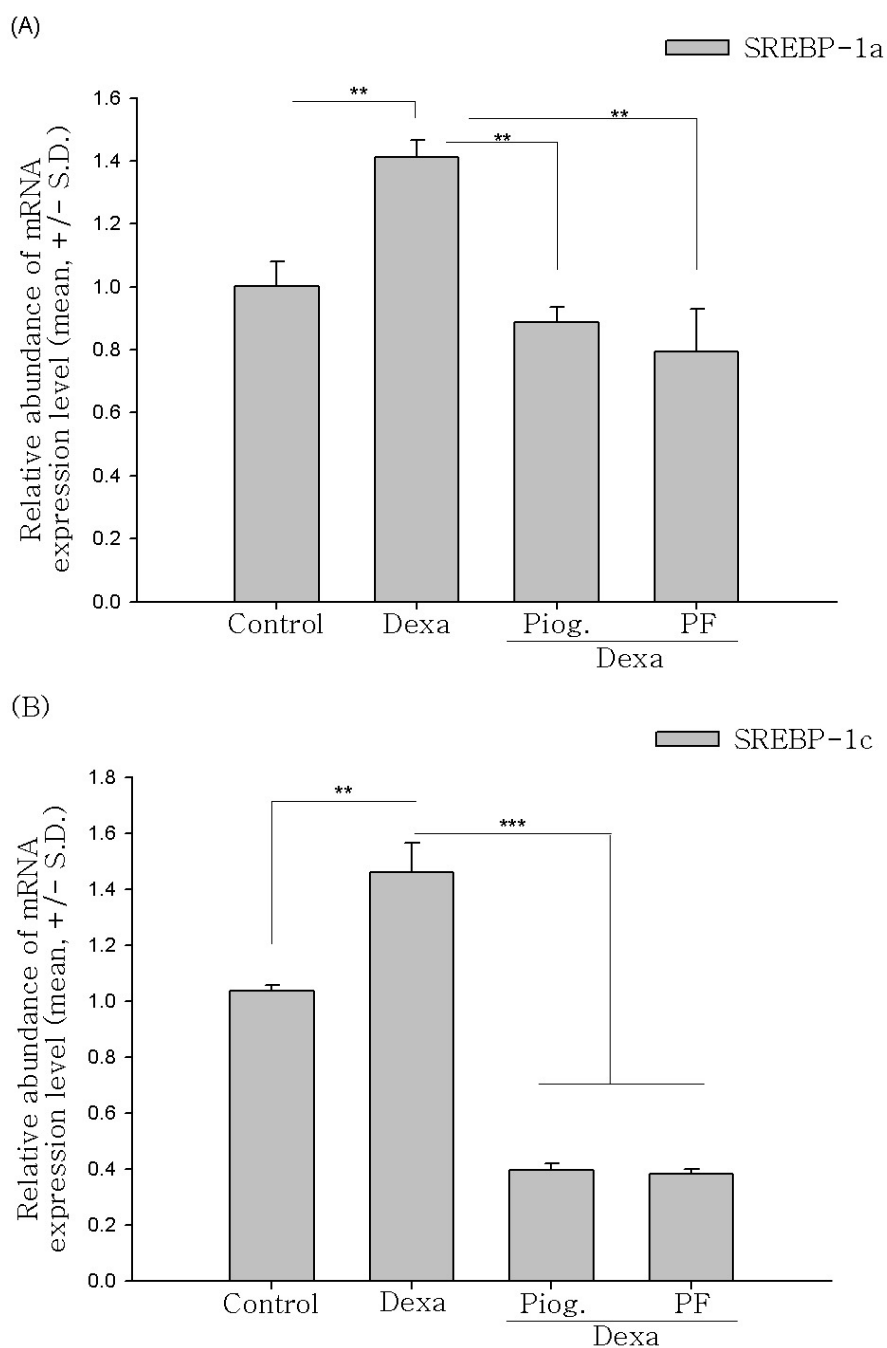 (A)
SREBP-1a
Relative abundance of mRNA
expression level (mean, +/- S.D.)
1.6
1.4
1.2
1.0
0.8
0.6
0.4
0.2
0.0
**
**
**
Control Dexa Piog. PF
Dexa
(B)
SREBP-1c
Relative abundance of mRNA
expression level (mean, +/- S.D.)
1.8
1.6
1.4
1.2
1.0
0.8
0.6
0.4
0.2
0.0
**
***
Control Dexa Piog. PF
Dexa